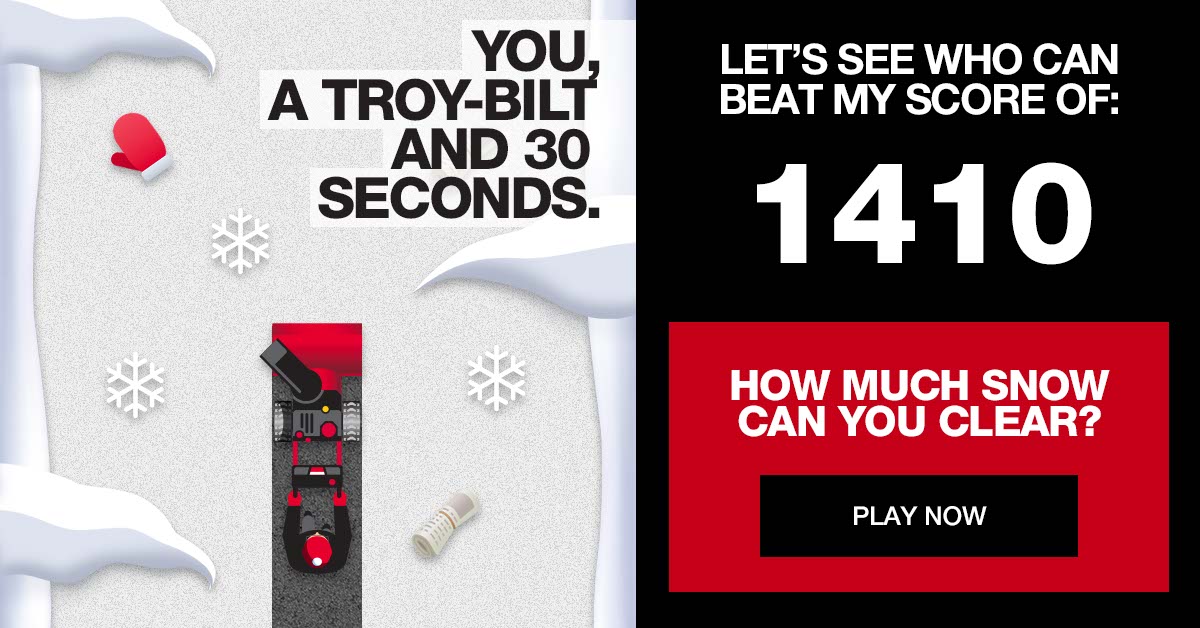 YOU,
A TROY-BILT
AND 30
SECONDS.
LET’S SEE WHO CAN
BEAT MY SCORE OF:
1410
HOW MUCH SNOW
CAN YOU CLEAR?
PLAY NOW